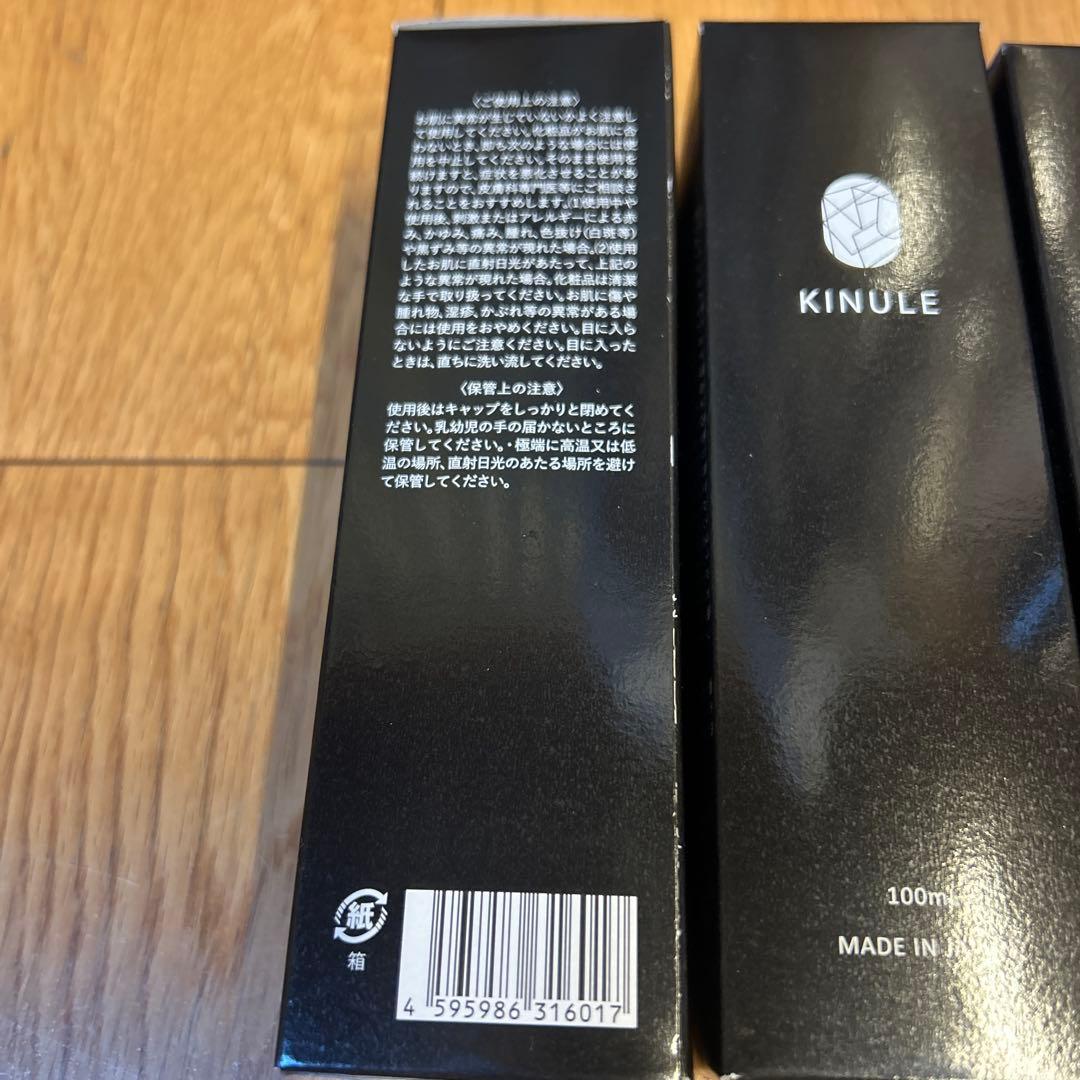 〈ご使用上の注意〉
お肌に異常が生じていないかよく注意し
て使用してください。化粧品がお肌に合
わないとき、即ち次のような場合には使
用を中止してください。そのまま使用を
続けますと、症状を悪化させることがあ
りますので、皮膚科専門医等にご相談さ
れることをおすすめします。(1)使用中や
使用後、刺激またはアレルギーによる赤
み、かゆみ、痛み、腫れ、色抜け(白斑等)
や黒ずみ等の異常が現れた場合。(2)使用
したお肌に直射日光があたって、上記の
ような異常が現れた場合。化粧品は清潔
な手で取り扱ってください。お肌に傷や
腫れ物、湿疹、かぶれ等の異常がある場
合には使用をおやめください。目に入ら
ないようにご注意ください。目に入った
ときは、直ちに洗い流してください。
〈保管上の注意〉
使用後はキャップをしっかりと閉めてく
ださい。乳幼児の手の届かないところに
保管してください。・極端に高温又は低
温の場所、直射日光のあたる場所を避け
て保管してください。
紙
箱
4 595986 316017
KINULE
100mL
MADE IN